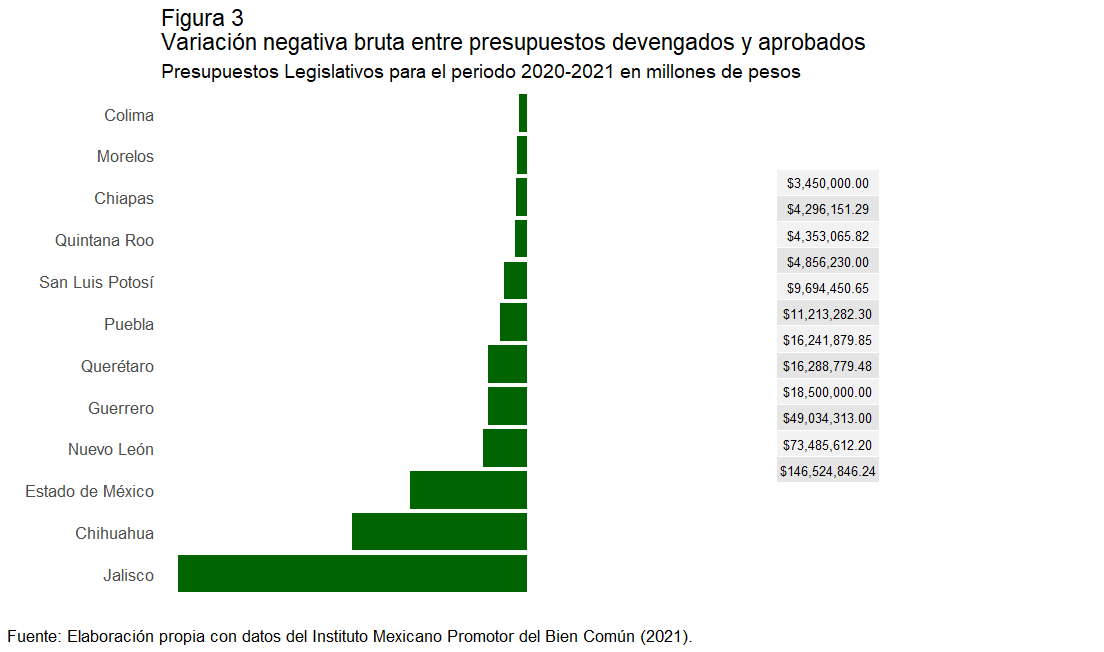 Figura 3
Variación negativa bruta entre presupuestos devengados y aprobados
Presupuestos Legislativos para el periodo 2020-2021 en millones de pesos
Colima
Morelos
Chiapas
Quintana Roo
San Luis Potosí
Puebla
Querétaro
Guerrero
Nuevo León
Estado de México
Chihuahua
Jalisco
$3,450,000.00
$4,296,151.29
$4,353,065.82
$4,856,230.00
$9,694,450.65
$11,213,282.30
$16,241,879.85
$16,288,779.48
$18,500,000.00
$49,034,313.00
$73,485,612.20
$146,524,846.24
Fuente: Elaboración propia con datos del Instituto Mexicano Promotor del Bien Común (2021).